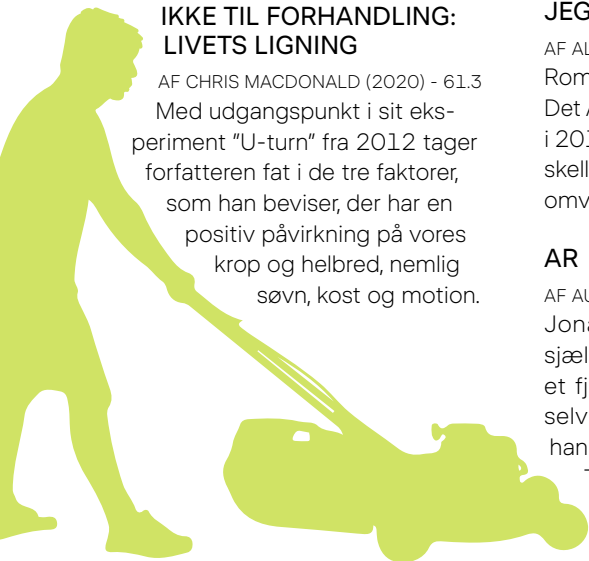 IKKE TIL FORHANDLING:
LIVETS LIGNING
AF CHRIS MACDONALD (2020) - 61.3
Med udgangspunkt i sit eks-
periment ”U-turn” fra 2012 tager
forfatteren fat i de tre faktorer,
som han beviser, der har en
positiv påvirkning på vores
krop og helbred, nemlig
søvn, kost og motion.
JEG
AF AL
Rom
Det A
i 201
skell
omv
AR
AF AU
Jona
sjæl
et fj
selv
han